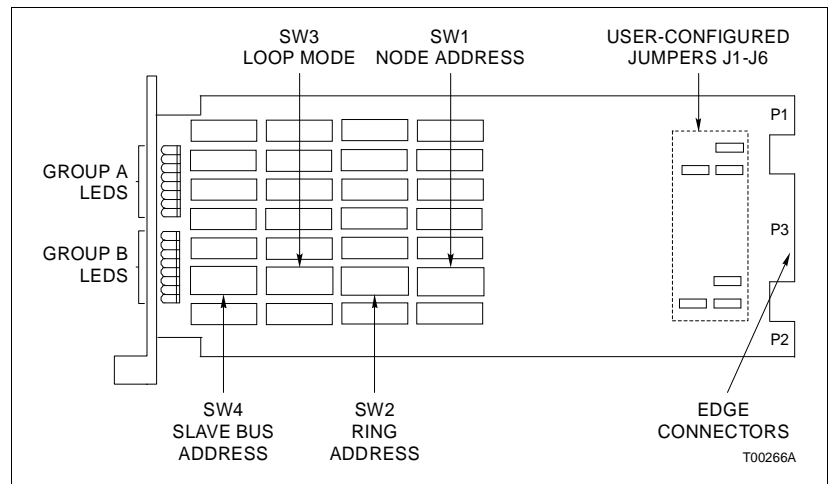 SW3
LOOP MODE
SW1
NODE ADDRESS
USER-CONFIGURED
JUMPERS J1-J6
P1
GROUP A
LEDS
P3
GROUP B
LEDS
P2
SW4
SLAVE BUS
ADDRESS
SW2
RING
ADDRESS
EDGE
CONNECTORS
T00266A